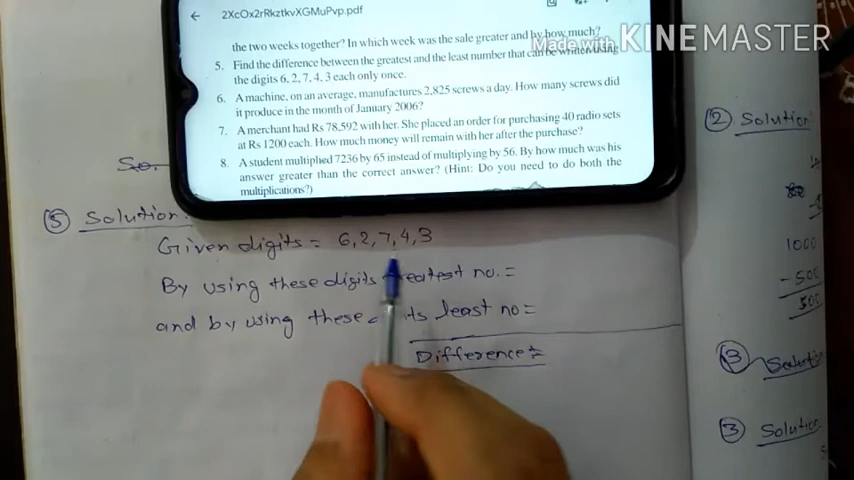 2XcOx2rRkztkvXGMuPvp.pdf
Made with KINEMASTER
the two weeks together? In which week was the sale greater and by how much?
5. Find the difference between the greatest and the least number that can be written using
the digits 6, 2, 7, 4, 3 each only once.
6. A machine, on an average, manufactures 2,825 screws a day. How many screws did
it produce in the month of January 2006?
7. A merchant had Rs 78,592 with her. She placed an order for purchasing 40 radio sets
at Rs 1200 each. How much money will remain with her after the purchase?
8. A student multiplied 7236 by 65 instead of multiplying by 56. By how much was his
answer greater than the correct answer? (Hint: Do you need to do both the
multiplications?)
So.
5 Solution:
Given digits = 6,2,7,4,3
By using these digits greatest no. =
and by using these least no =
Difference =
2 Solution
1000
- 500
500
3 Solution
3 Solution